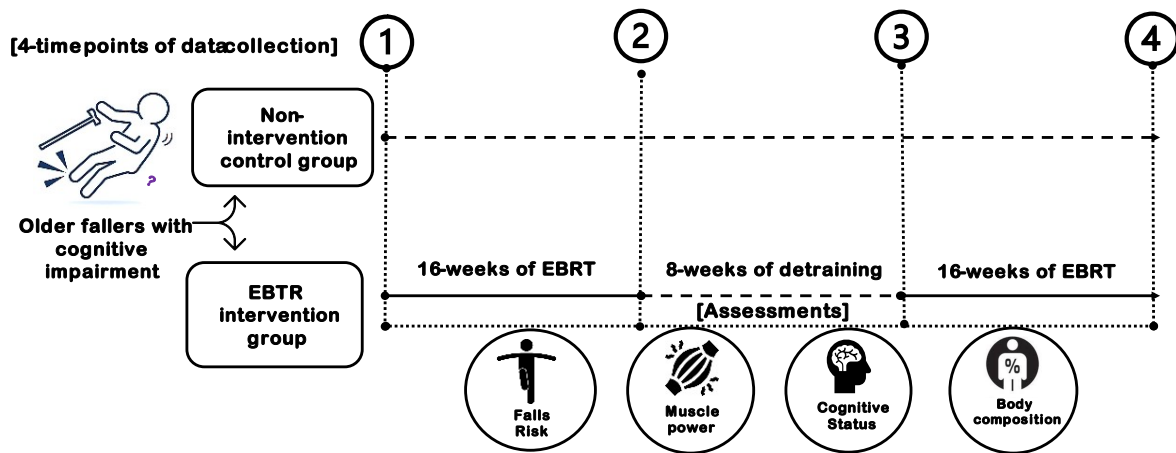 [4-timepoints of datacollection]
1
2
3
4
Non-
intervention
control group
?
Older fallers with
cognitive
impairment
EBTR
intervention
group
16-weeks of EBRT
8-weeks of detraining
16-weeks of EBRT
[Assessments]
Falls
Risk
Muscle
power
Cognitive
Status
%
Body
composition